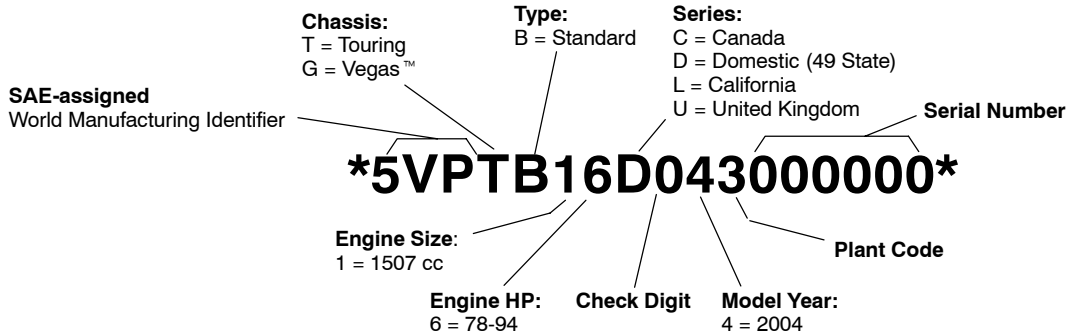 Chassis:
T = Touring
G = Vegas™
Type:
B = Standard
Series:
C = Canada
D = Domestic (49 State)
L = California
U = United Kingdom
SAE-assigned
World Manufacturing Identifier
Serial Number
*5VPTB16D043000000*
Engine Size:
1 = 1507 cc
Plant Code
Engine HP:
6 = 78-94
Check Digit
Model Year:
4 = 2004